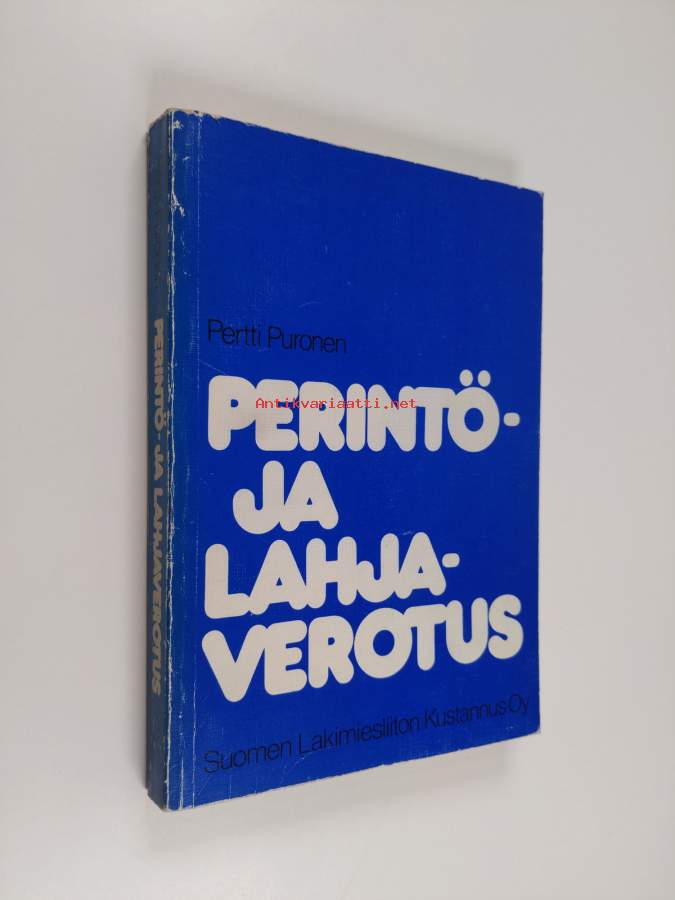 Pertti Puronen
PERINTÖ-
JA
LAHJA-
VEROTUS
Suomen Lakimiesliiton Kustannus Oy
PERINTÖ- JA LAHJAVEROTUS
Antikvariaatti.net